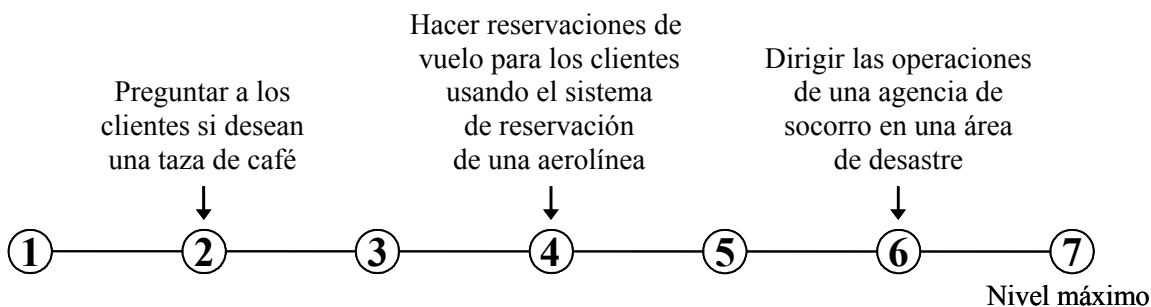 Preguntar a los
clientes si desean
una taza de café
Hacer reservaciones de
vuelo para los clientes
usando el sistema
de reservación
de una aerolínea
Dirigir las operaciones
de una agencia de
socorro en una área
de desastre
1 2 3 4 5 6 7
Nivel máximo